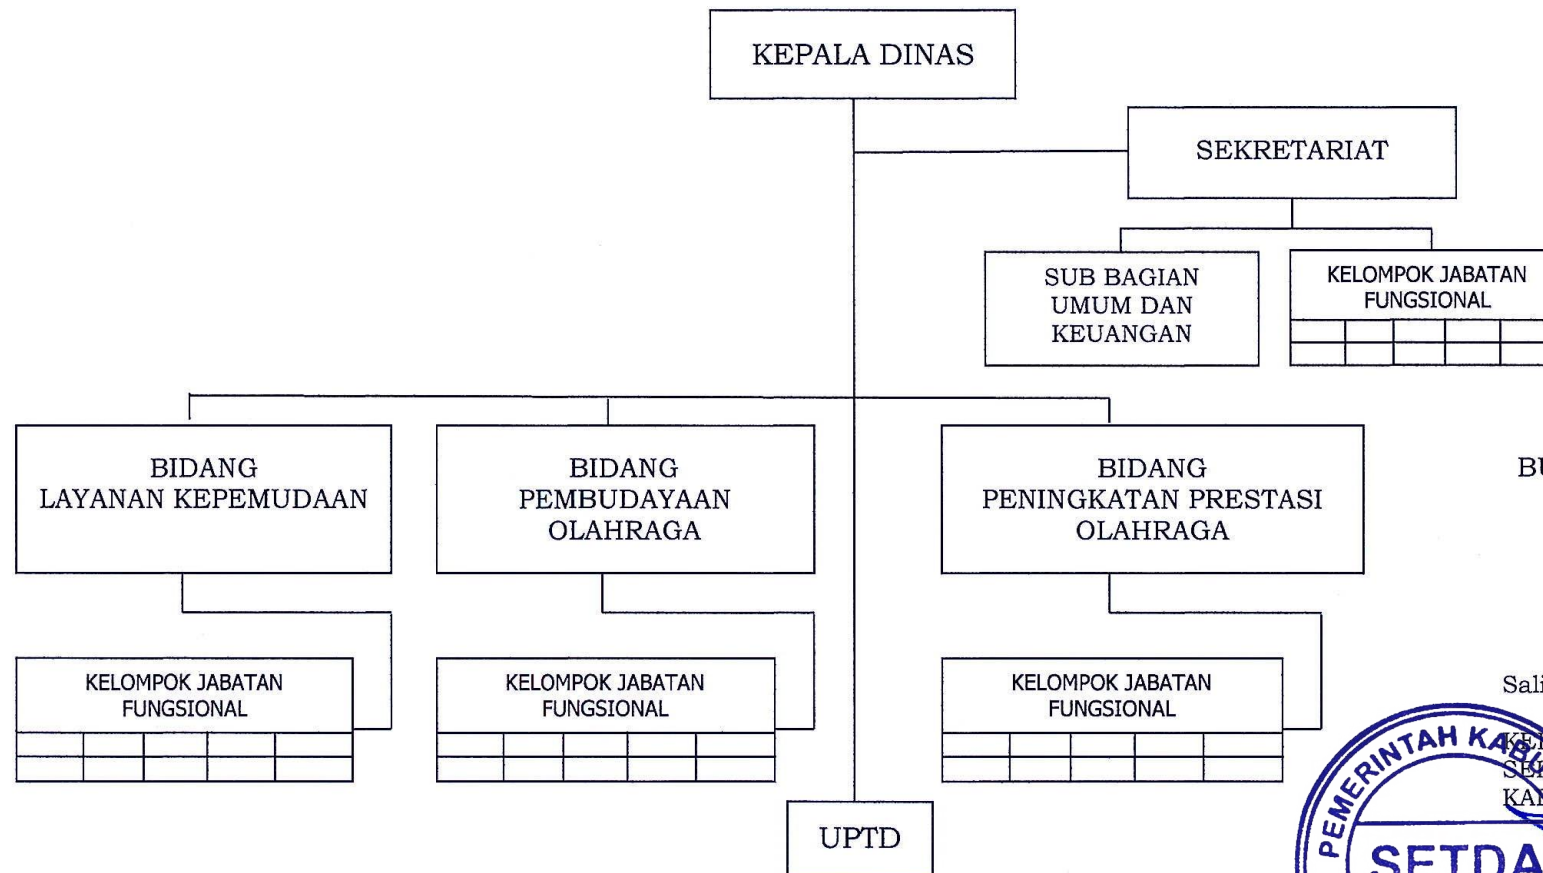 KEPALA DINAS
SEKRETARIAT
SUB BAGIAN
UMUM DAN
KEUANGAN
KELOMPOK JABATAN
FUNGSIONAL
BIDANG
LAYANAN KEPEMUDAAN
BIDANG
PEMBUDAYAAN
OLAHRAGA
BIDANG
PENINGKATAN PRESTASI
OLAHRAGA
KELOMPOK JABATAN
FUNGSIONAL
KELOMPOK JABATAN
FUNGSIONAL
KELOMPOK JABATAN
FUNGSIONAL
UPTD
PEMERINTAH
SETDA